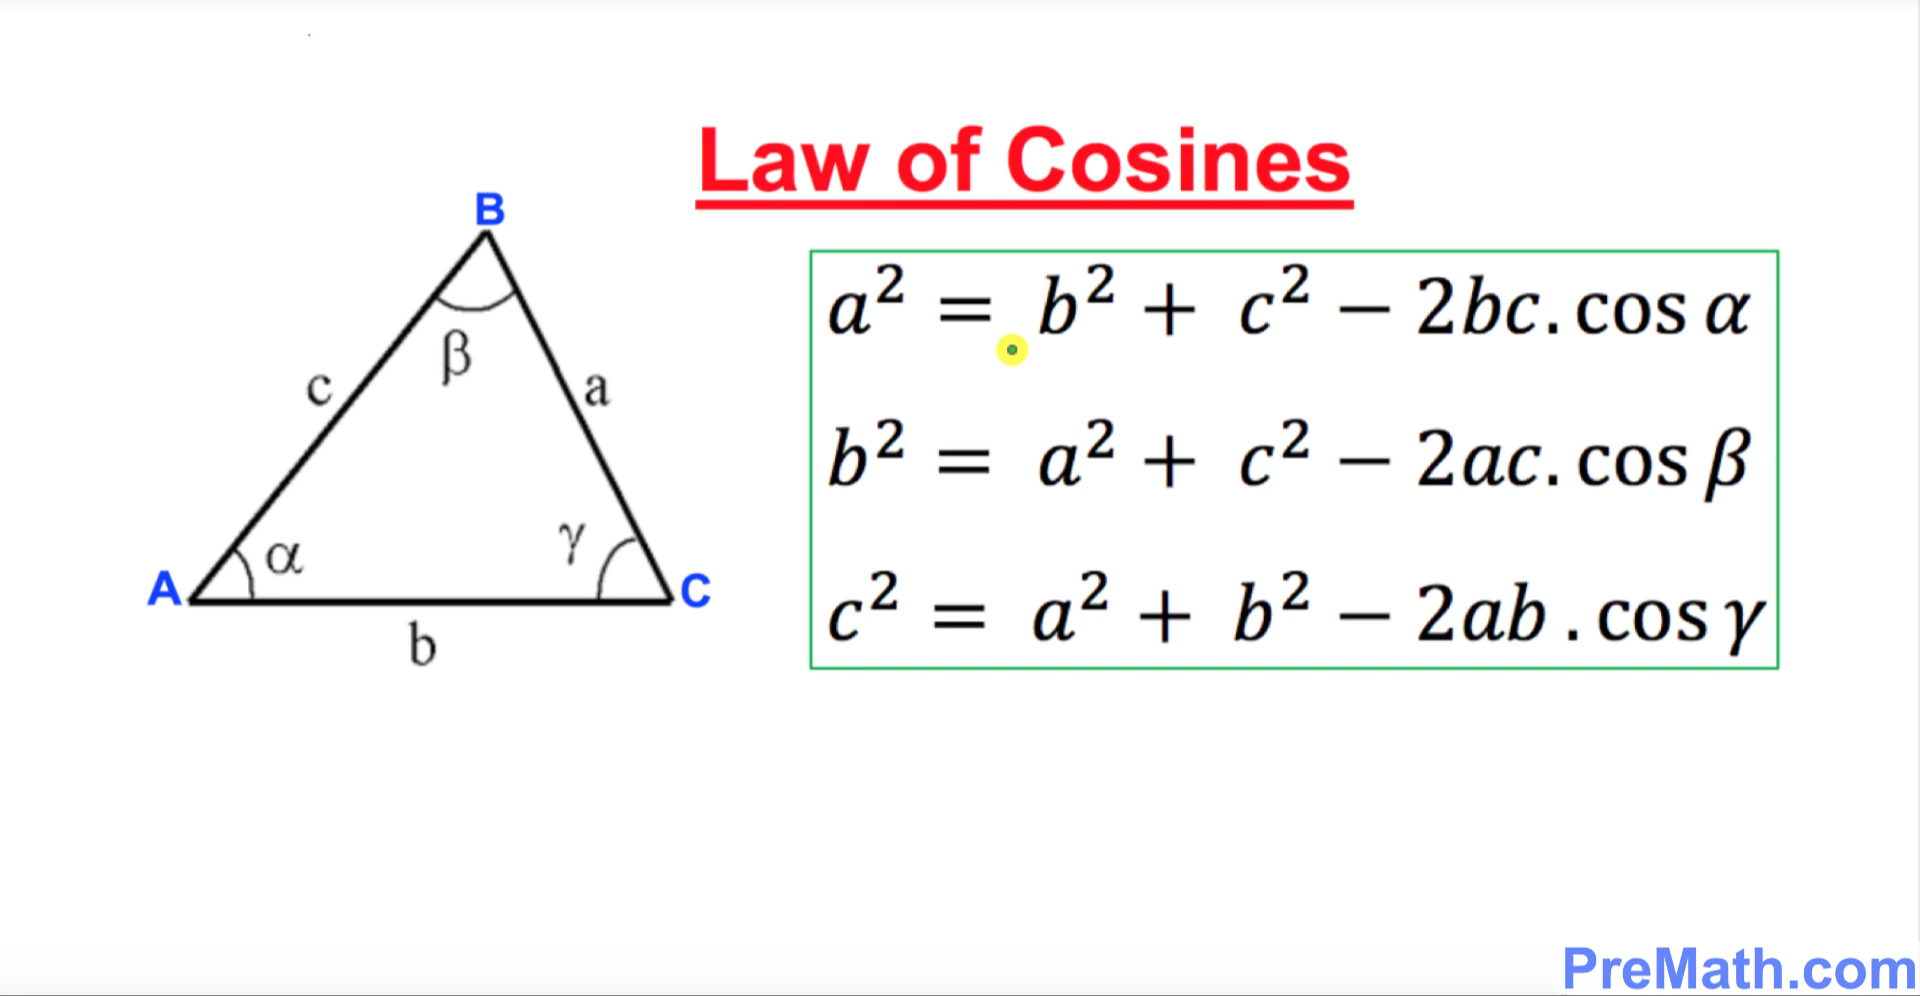 Law of Cosines
B
a² = b² + c² − 2bc. cos α
β
c
a
b² = a² + c² − 2ac. cos β
α
γ
A
C
c² = a² + b² − 2ab . cos γ
b
PreMath.com